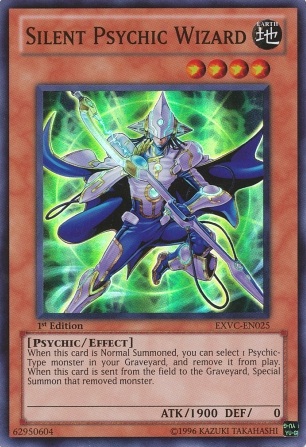 SILENT PSYCHIC WIZARD
EARTH
地
1st Edition
EXVC-EN025
[PSYCHIC/EFFECT]
When this card is Normal Summoned, you can select 1 Psychic-
Type monster in your Graveyard, and remove it from play.
When this card is sent from the field to the Graveyard, Special
Summon that removed monster.
ATK/1900 DEF 0
62950604
©1996 KAZUKI TAKAHASHI